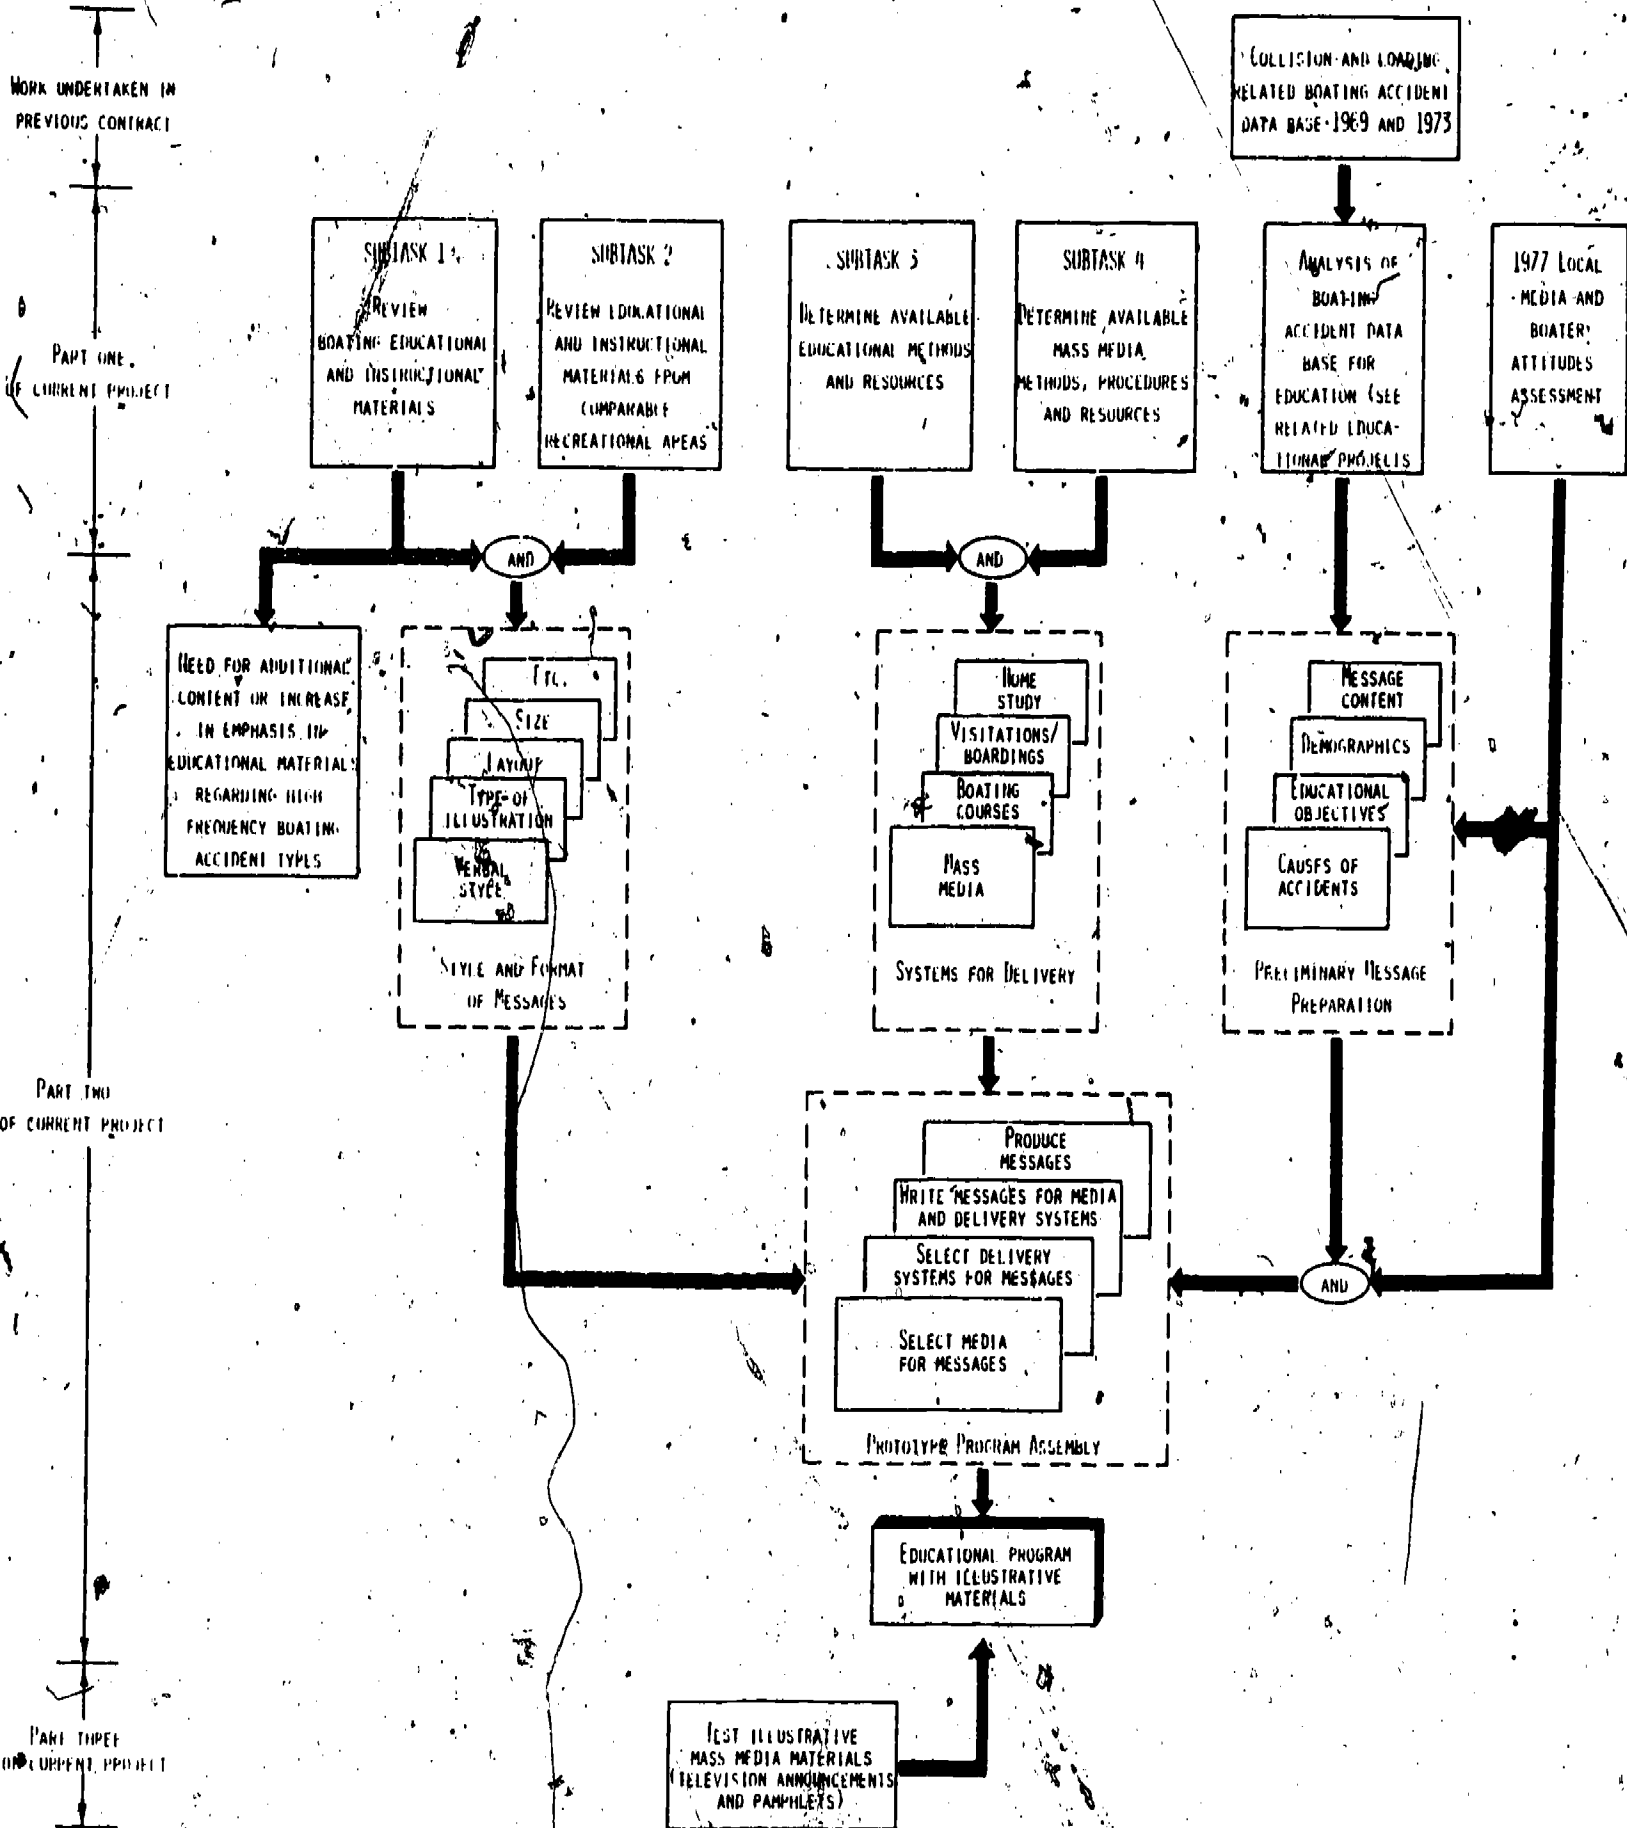 WORK UNDERTAKEN IN
PREVIOUS CONTRACT
COLLISION AND LOADING
RELATED BOATING ACCIDENT
DATA BASE 1969 AND 1973
PART ONE
OF CURRENT PROJECT
SUBTASK 1
REVIEW
BOATING EDUCATIONAL
AND INSTRUCTIONAL
MATERIALS
SUBTASK 2
REVIEW EDUCATIONAL
AND INSTRUCTIONAL
MATERIALS FROM
COMPARABLE
RECREATIONAL AREAS
SUBTASK 3
DETERMINE AVAILABLE
EDUCATIONAL METHODS
AND RESOURCES
SUBTASK 4
DETERMINE AVAILABLE
MASS MEDIA
METHODS, PROCEDURES
AND RESOURCES
ANALYSIS OF
BOATING
ACCIDENT DATA
BASE FOR
EDUCATION (SEE
RELATED EDUCA-
TIONAL PROJECTS
1977 LOCAL
MEDIA AND
BOATER
ATTITUDES
ASSESSMENT
AND
AND
NEED FOR ADDITIONAL
CONTENT OR INCREASE
IN EMPHASIS IN
EDUCATIONAL MATERIALS
REGARDING HIGH
FREQUENCY BOATING
ACCIDENT TYPES
ETC.
SIZE
LAYOUT
TYPE OF
ILLUSTRATION
VERBAL
STYLE
STYLE AND FORMAT
OF MESSAGES
HOME
STUDY
VISITATIONS/
BOARDINGS
BOATING
COURSES
MASS
MEDIA
SYSTEMS FOR DELIVERY
MESSAGE
CONTENT
DEMOGRAPHICS
EDUCATIONAL
OBJECTIVES
CAUSES OF
ACCIDENTS
PRELIMINARY MESSAGE
PREPARATION
PART TWO
OF CURRENT PROJECT
PRODUCE
MESSAGES
WRITE MESSAGES FOR MEDIA
AND DELIVERY SYSTEMS
SELECT DELIVERY
SYSTEMS FOR MESSAGES
SELECT MEDIA
FOR MESSAGES
PROTOTYPE PROGRAM ASSEMBLY
AND
EDUCATIONAL PROGRAM
WITH ILLUSTRATIVE
MATERIALS
PART THREE
OF CURRENT PROJECT
TEST ILLUSTRATIVE
MASS MEDIA MATERIALS
(TELEVISION ANNOUNCEMENTS
AND PAMPHLETS)